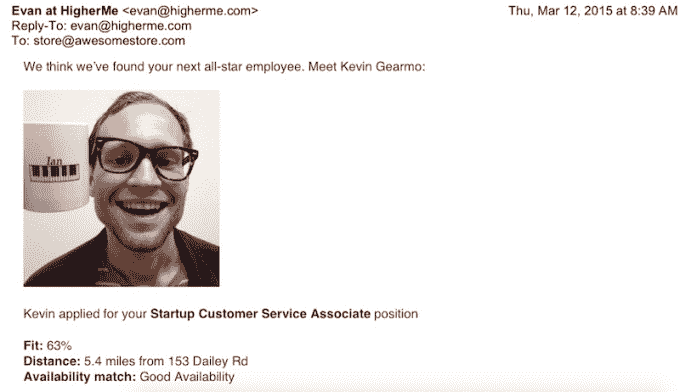 Evan at HigherMe <evan@higherme.com> Thu, Mar 12, 2015 at 8:39 AM
Reply-To: evan@higherme.com
To: store@awesomestore.com
We think we've found your next all-star employee. Meet Kevin Gearmo:
Ian
Kevin applied for your Startup Customer Service Associate position
Fit: 63%
Distance: 5.4 miles from 153 Dailey Rd
Availability match: Good Availability